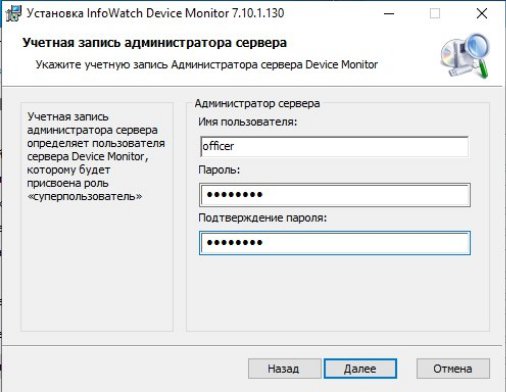 Установка InfoWatch Device Monitor 7.10.1.130
Учетная запись администратора сервера
Укажите учетную запись Администратора сервера Device Monitor
Учетная запись
администратора сервера
определяет пользователя
сервера Device Monitor,
которому будет
присвоена роль
«суперпользователь»
Администратор сервера
Имя пользователя:
officer
Пароль:
••••••••
Подтверждение пароля:
••••••••
Назад
Далее
Отмена